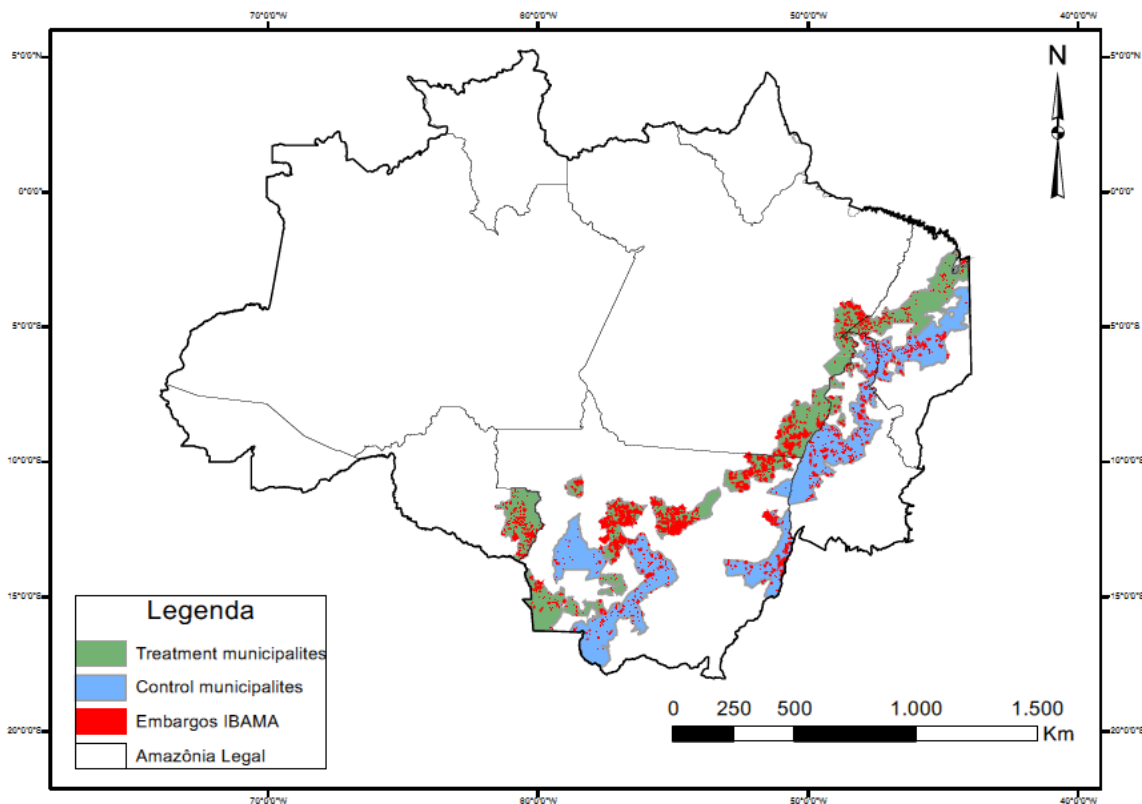 70°0'0"W 60°0'0"W 50°0'0"W 40°0'0"W
5°0'0"N 5°0'0"N
N
0°0'0" 0°0'0"
5°0'0"S 5°0'0"S
10°0'0"S 10°0'0"S
15°0'0"S 15°0'0"S
Legenda
Treatment municipalites
Control municipalites
Embargos IBAMA
Amazônia Legal
0 250 500 1.000 1.500
Km
20°0'0"S 20°0'0"S
70°0'0"W 60°0'0"W 50°0'0"W 40°0'0"W